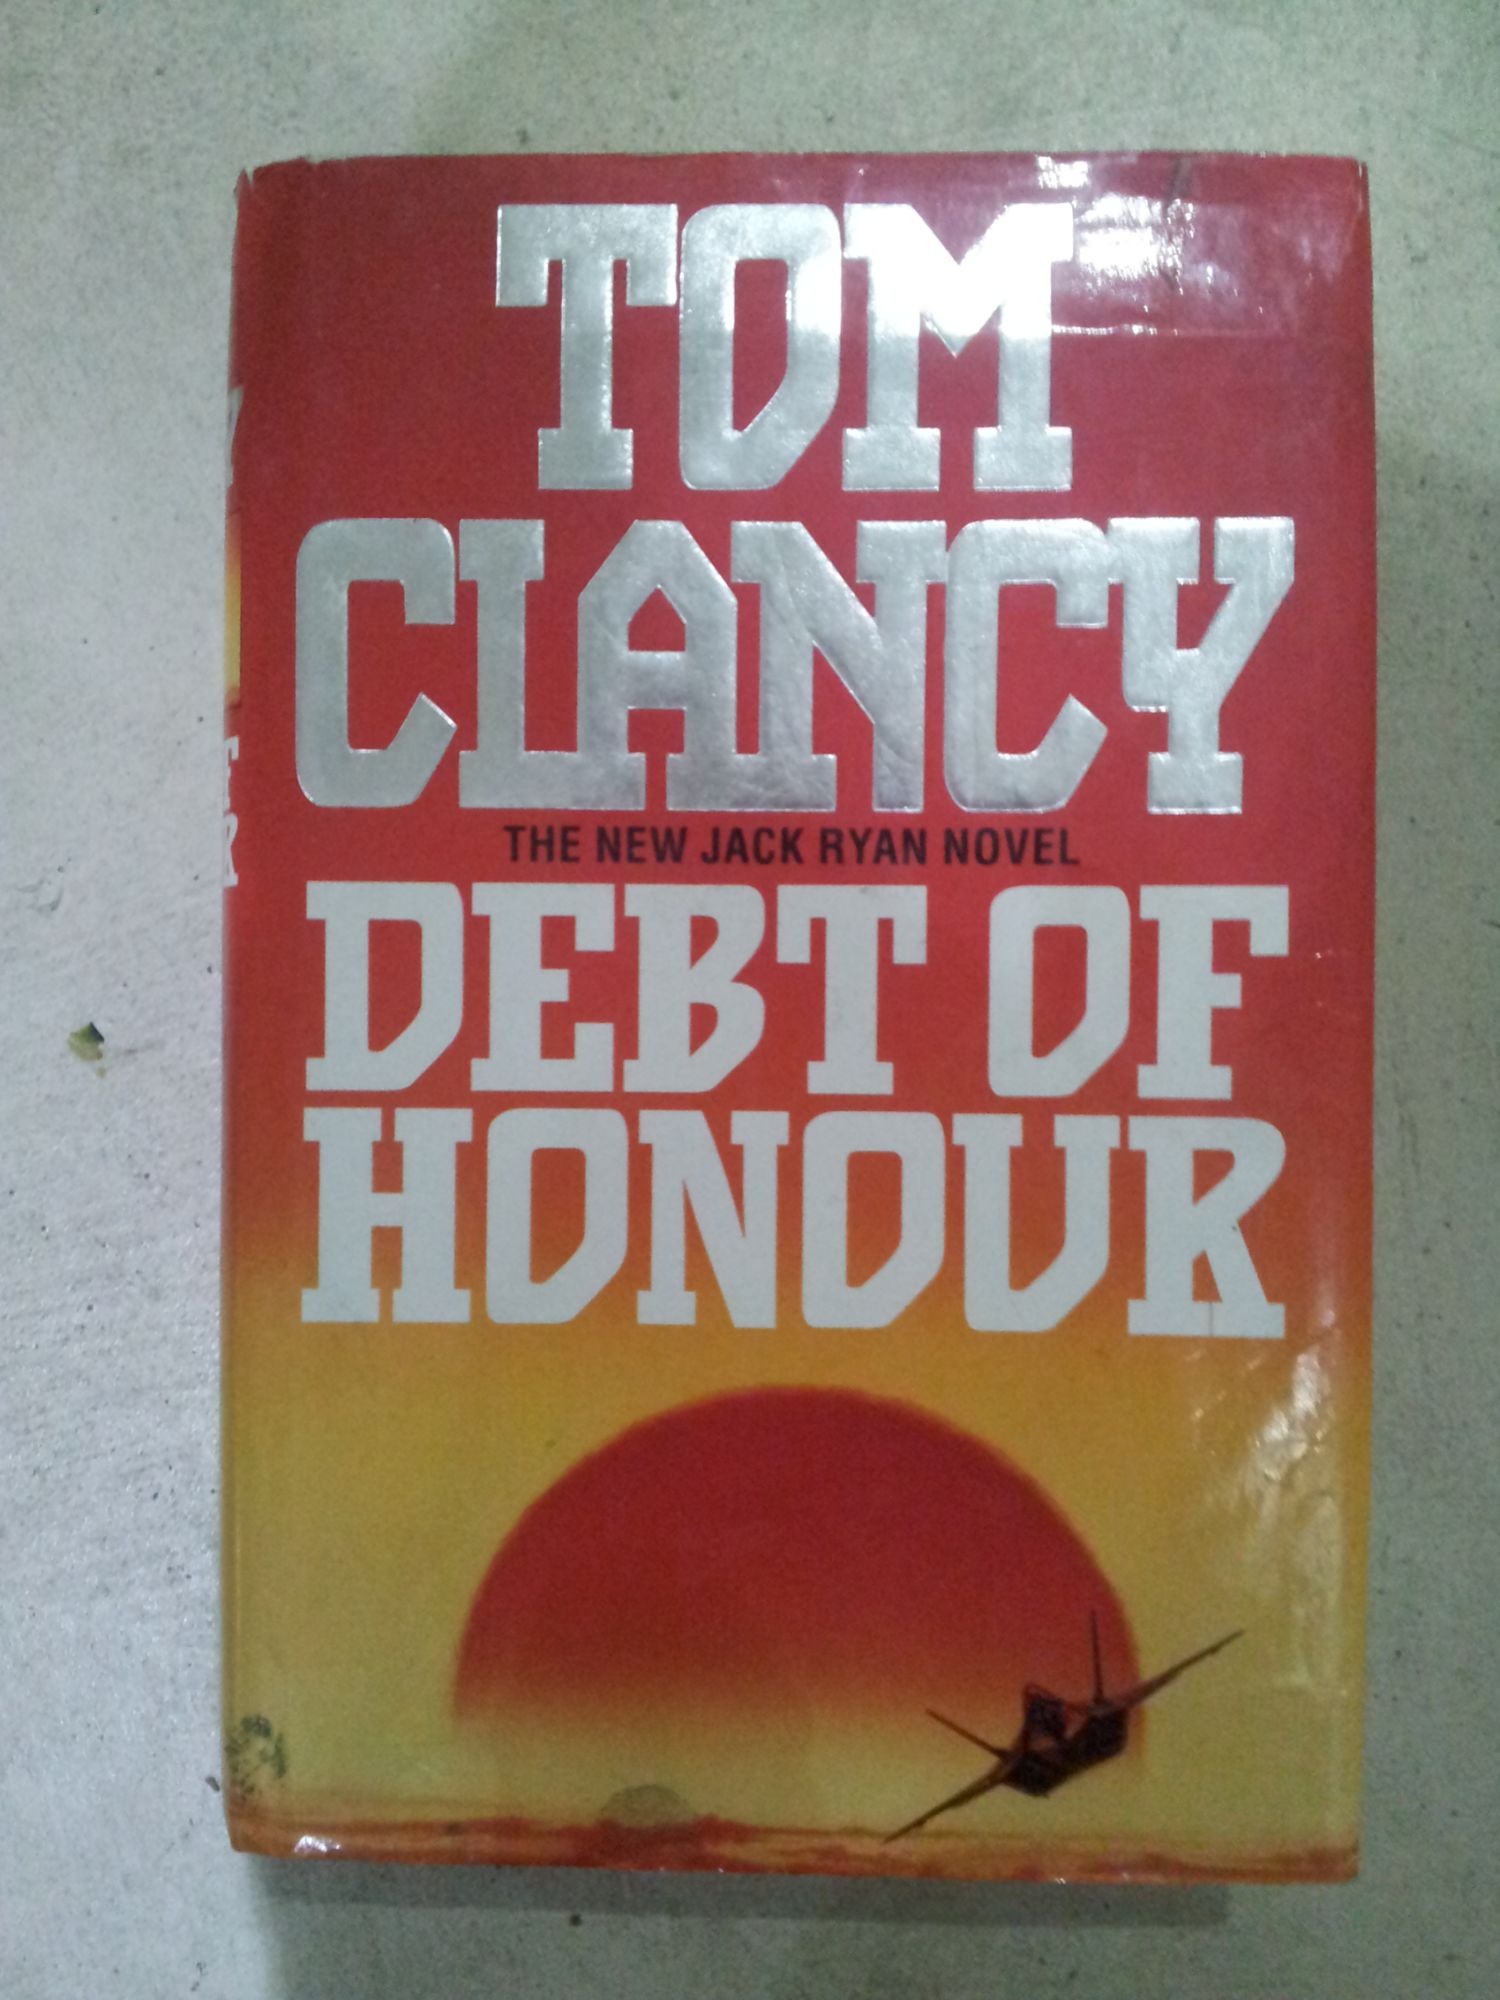 TOM
CLANCY
THE NEW JACK RYAN NOVEL
DEBT OF
HONOUR